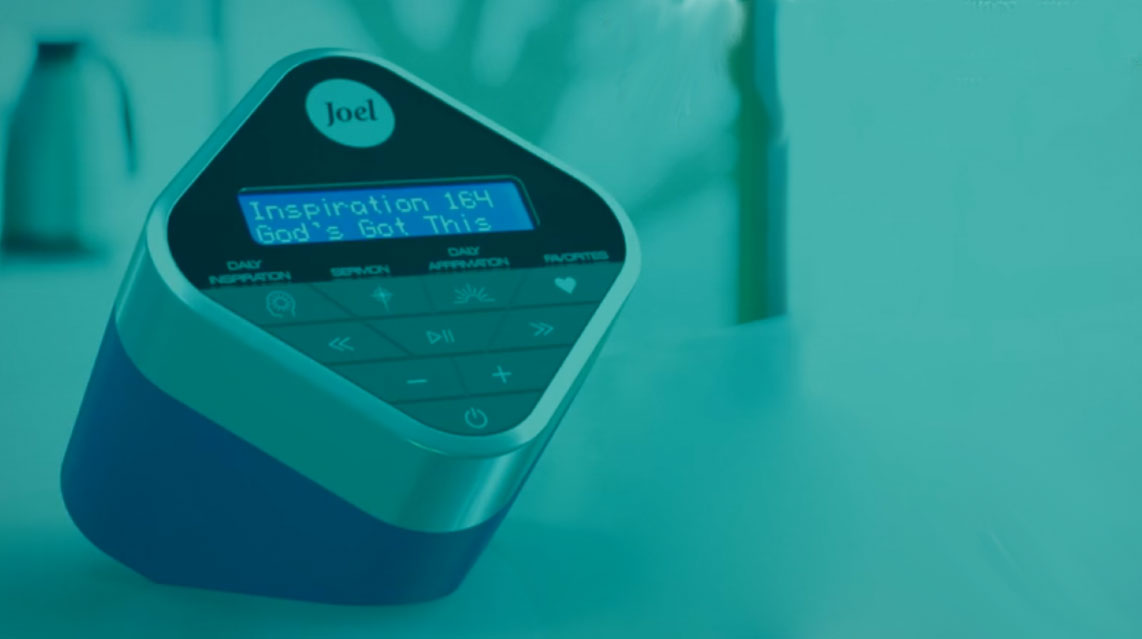 Joel
Inspiration 164
God's Got This
DAILY
INSPIRATION
SERMON
DAILY
AFFIRMATION
FAVORITES